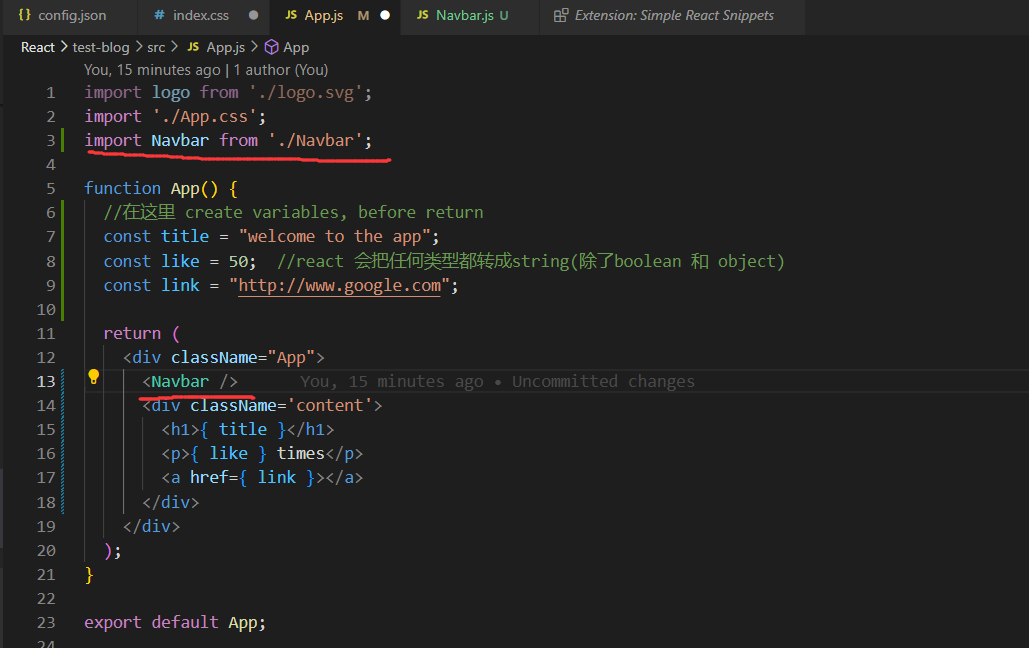 {} config.json # index.css ● JS App.js M ● JS Navbar.js U Extension: Simple React Snippets
React > test-blog > src > JS App.js > App
You, 15 minutes ago | 1 author (You)
1 import logo from './logo.svg';
2 import './App.css';
3 import Navbar from './Navbar';
4
5 function App() {
6 //在这里 create variables, before return
7 const title = "welcome to the app";
8 const like = 50; //react 会把任何类型都转成string(除了boolean 和 object)
9 const link = "http://www.google.com";
10
11 return (
12 <div className="App">
13 <Navbar /> You, 15 minutes ago • Uncommitted changes
14 <div className='content'>
15 <h1>{ title }</h1>
16 <p>{ like } times</p>
17 <a href={ link }></a>
18 </div>
19 </div>
20 );
21 }
22
23 export default App;
24